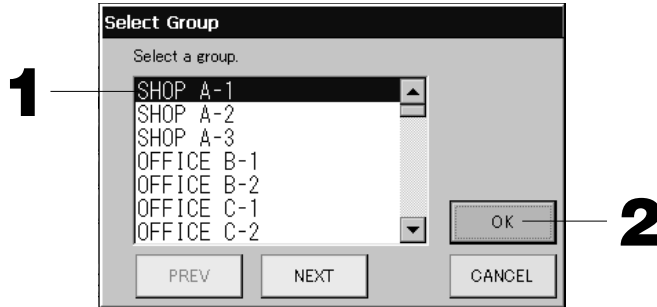 Select Group
Select a group.
1
SHOP A-1
SHOP A-2
SHOP A-3
OFFICE B-1
OFFICE B-2
OFFICE C-1
OFFICE C-2
OK
2
PREV
NEXT
CANCEL